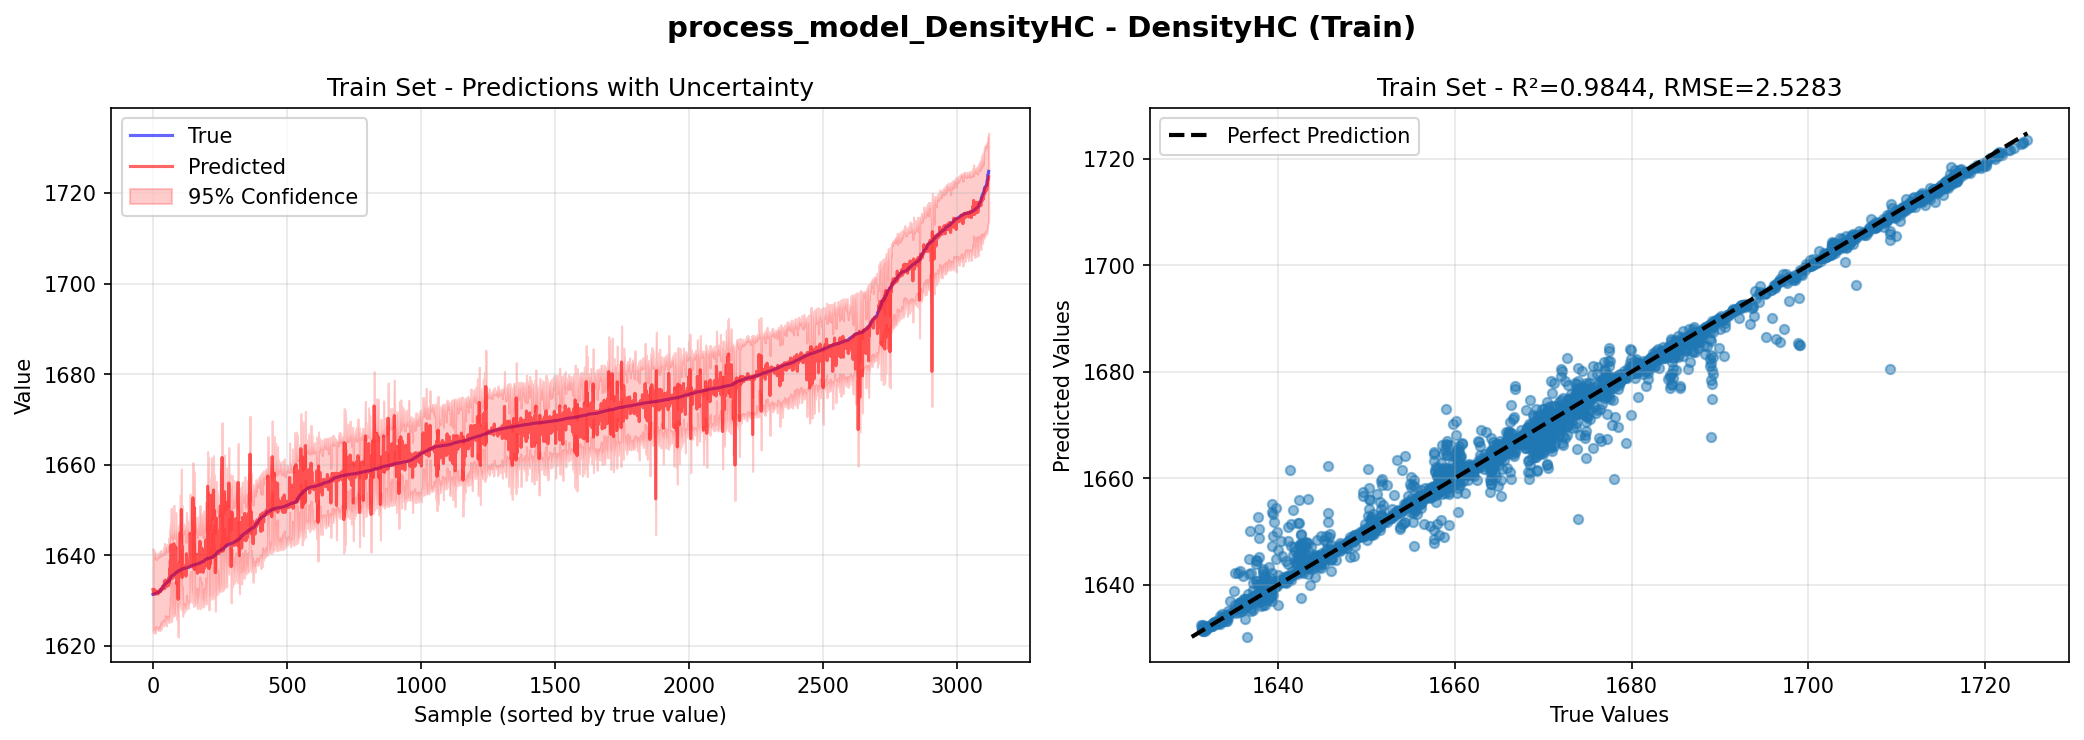 process_model_DensityHC - DensityHC (Train)
Train Set - Predictions with Uncertainty
True
Predicted
95% Confidence
1720
1700
1680
1660
1640
1620
Value
0 500 1000 1500 2000 2500 3000
Sample (sorted by true value)
Train Set - R²=0.9844, RMSE=2.5283
Perfect Prediction
1720
1700
1680
1660
1640
Predicted Values
1640 1660 1680 1700 1720
True Values